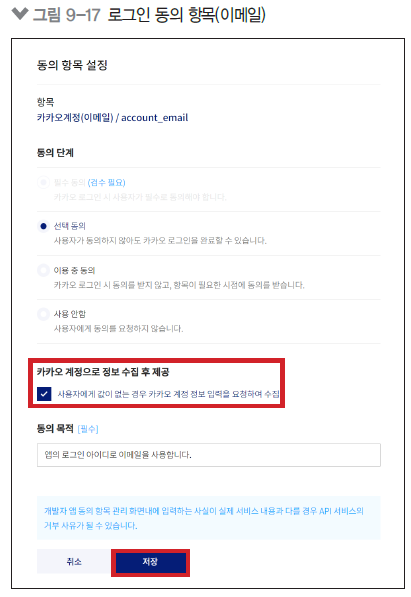 그림 9-17 로그인 동의 항목(이메일)
동의 항목 설정
항목
카카오계정(이메일) / account_email
동의 단계
필수 동의 (검수 필요)
카카오 로그인 시 사용자가 필수로 동의해야 합니다.
선택 동의
사용자가 동의하지 않아도 카카오 로그인을 완료할 수 있습니다.
이용 중 동의
카카오 로그인 시 동의를 받지 않고, 항목이 필요한 시점에 동의를 받습니다.
사용 안함
사용자에게 동의를 요청하지 않습니다.
카카오 계정으로 정보 수집 후 제공
사용자에게 값이 없는 경우 카카오 계정 정보 입력을 요청하여 수집
동의 목적 [필수]
앱의 로그인 아이디로 이메일을 사용합니다.
개발자 앱 동의 항목 관리 화면내에 입력하는 사실이 실제 서비스 내용과 다를 경우 API 서비스의
거부 사유가 될 수 있습니다.
취소
저장